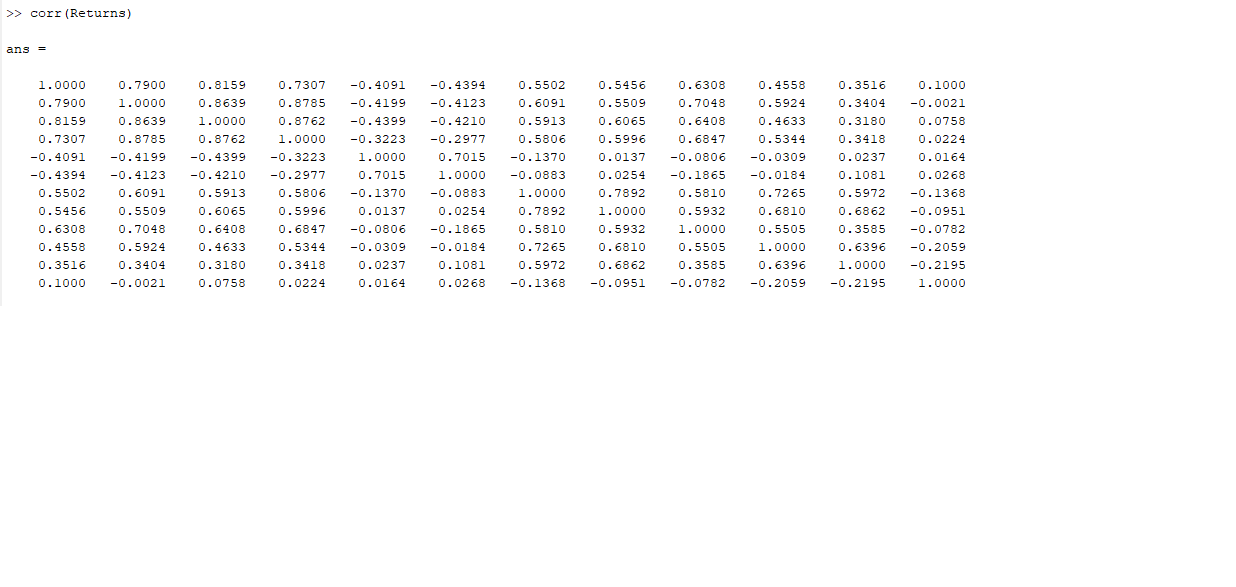 >> corr(Returns)
ans =
1.0000 0.7900 0.8159 0.7307 -0.4091 -0.4394 0.5502 0.5456 0.6308 0.4558 0.3516 0.1000
0.7900 1.0000 0.8639 0.8785 -0.4199 -0.4123 0.6091 0.5509 0.7048 0.5924 0.3404 -0.0021
0.8159 0.8639 1.0000 0.8762 -0.4399 -0.4210 0.5913 0.6065 0.6408 0.4633 0.3180 0.0758
0.7307 0.8785 0.8762 1.0000 -0.3223 -0.2977 0.5806 0.5996 0.6847 0.5344 0.3418 0.0224
-0.4091 -0.4199 -0.4399 -0.3223 1.0000 0.7015 -0.1370 0.0137 -0.0806 -0.0309 0.0237 0.0164
-0.4394 -0.4123 -0.4210 -0.2977 0.7015 1.0000 -0.0883 0.0254 -0.1865 -0.0184 0.1081 0.0268
0.5502 0.6091 0.5913 0.5806 -0.1370 -0.0883 1.0000 0.7892 0.5810 0.7265 0.5972 -0.1368
0.5456 0.5509 0.6065 0.5996 0.0137 0.0254 0.7892 1.0000 0.5932 0.6810 0.6862 -0.0951
0.6308 0.7048 0.6408 0.6847 -0.0806 -0.1865 0.5810 0.5932 1.0000 0.5505 0.3585 -0.0782
0.4558 0.5924 0.4633 0.5344 -0.0309 -0.0184 0.7265 0.6810 0.5505 1.0000 0.6396 -0.2059
0.3516 0.3404 0.3180 0.3418 0.0237 0.1081 0.5972 0.6862 0.3585 0.6396 1.0000 -0.2195
0.1000 -0.0021 0.0758 0.0224 0.0164 0.0268 -0.1368 -0.0951 -0.0782 -0.2059 -0.2195 1.0000